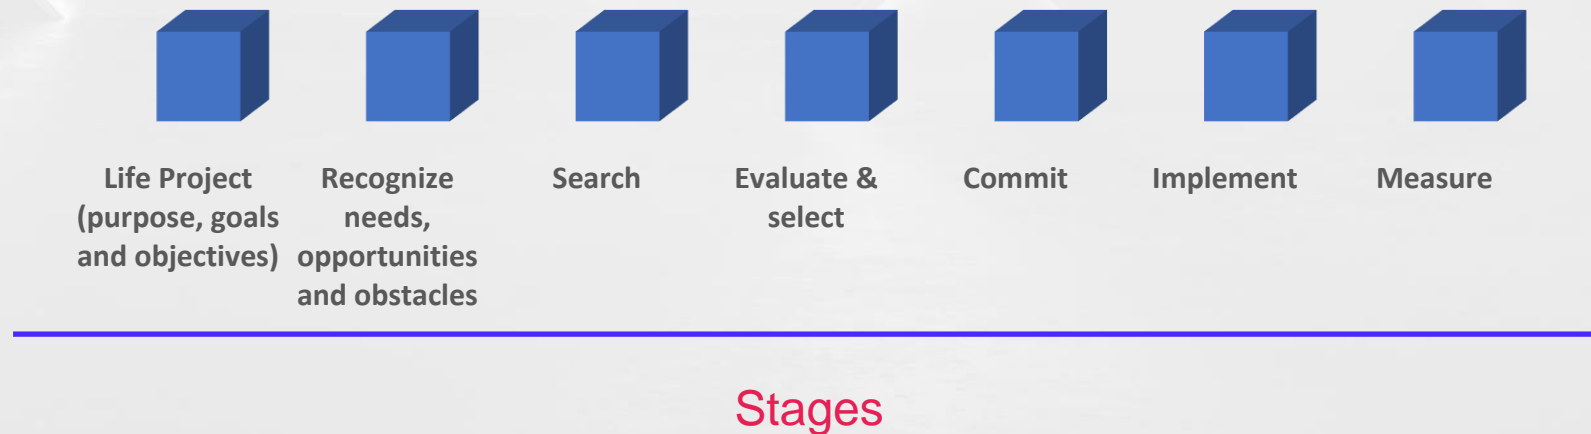 Life Project
(purpose, goals
and objectives)
Recognize
needs,
opportunities
and obstacles
Search
Evaluate &
select
Commit
Implement
Measure
Stages